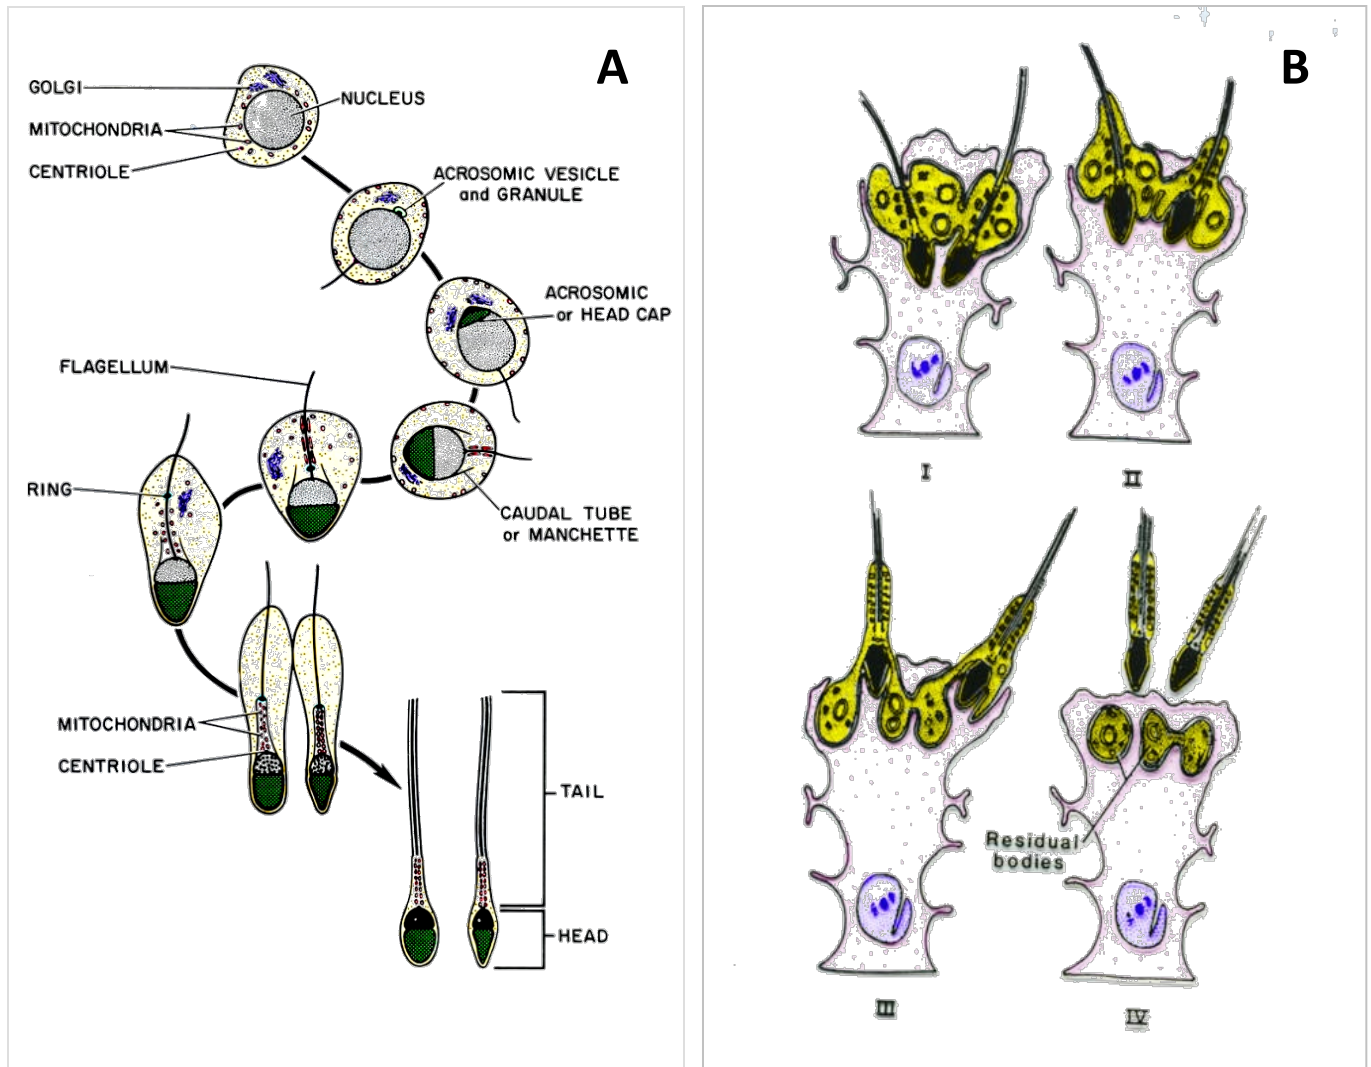 A
GOLGI
NUCLEUS
MITOCHONDRIA
CENTRIOLE
ACROSOMIC VESICLE
and GRANULE
ACROSOMIC
or HEAD CAP
FLAGELLUM
RING
CAUDAL TUBE
or MANCHETTE
MITOCHONDRIA
CENTRIOLE
TAIL
HEAD
B
I
II
Residual
bodies
III
IV